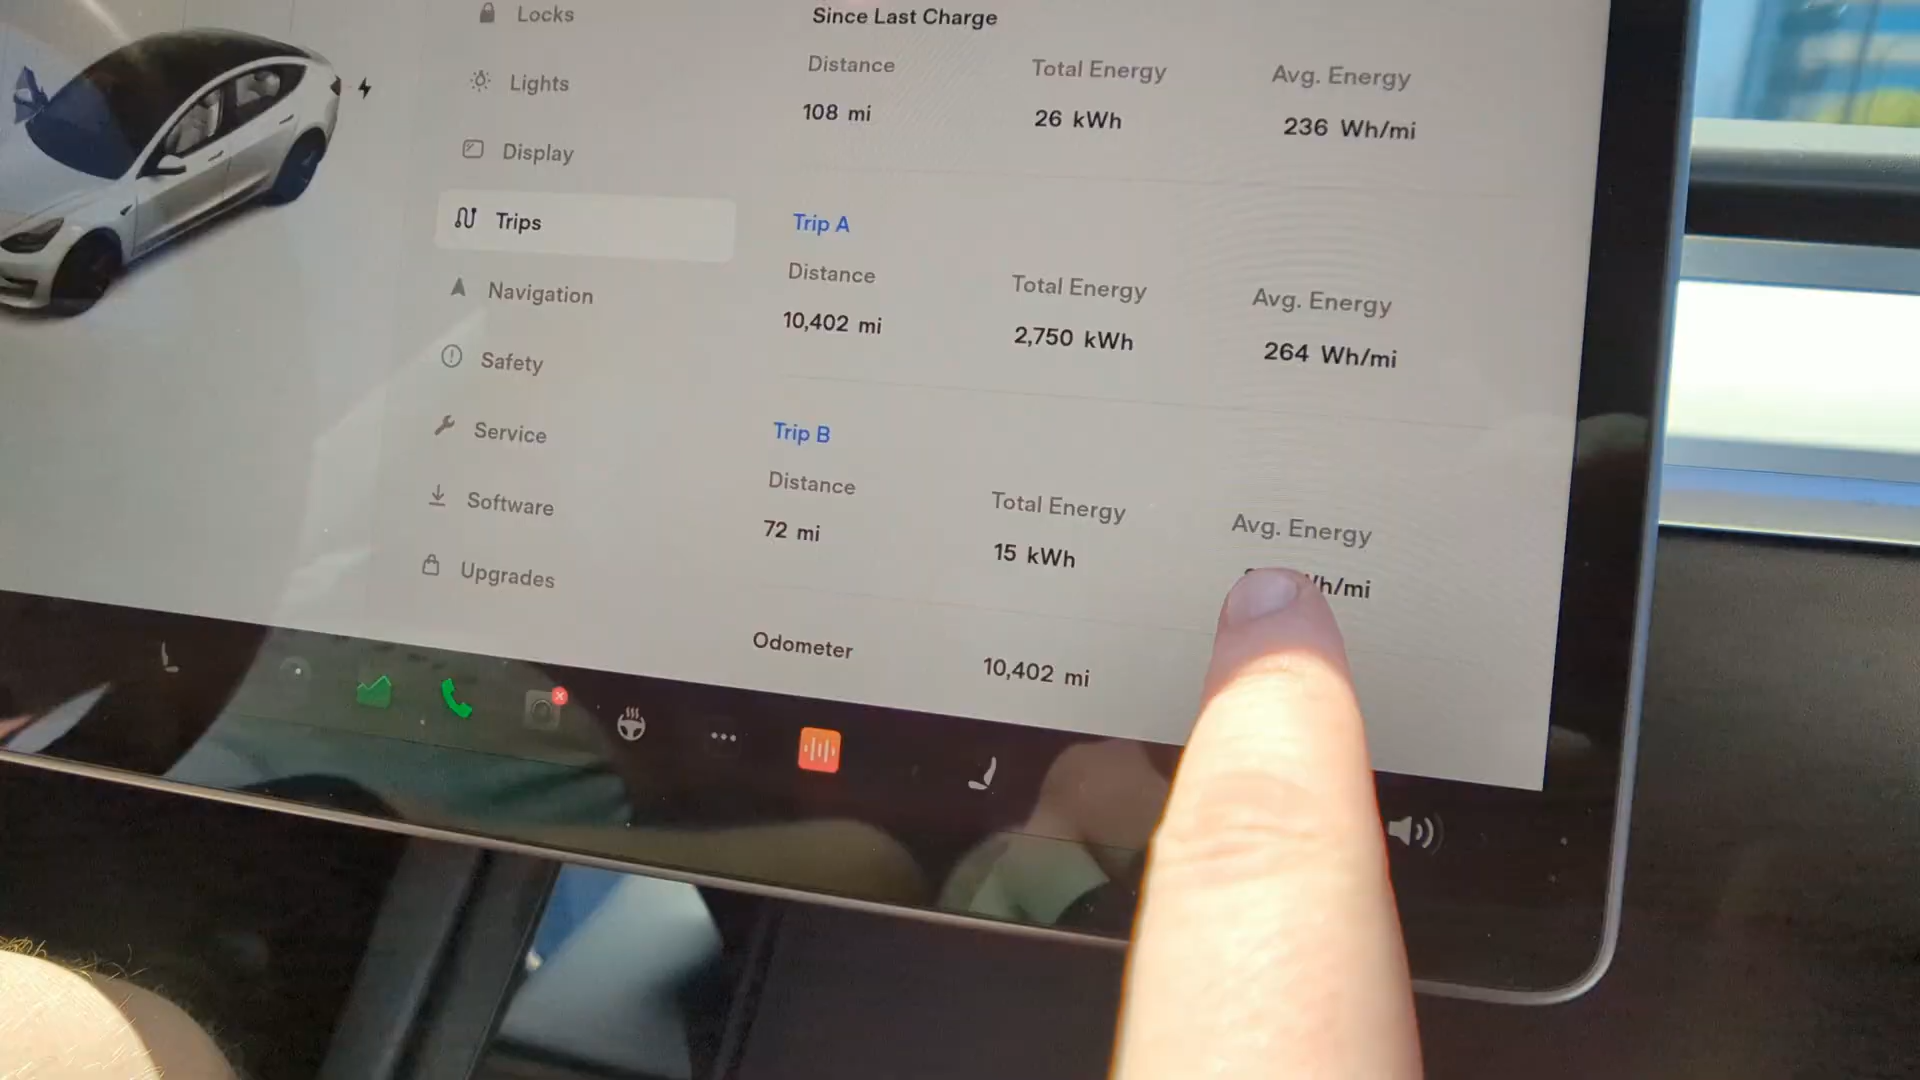 Locks
Lights
Display
Trips
Navigation
Safety
Service
Software
Upgrades
Since Last Charge
Distance Total Energy Avg. Energy
108 mi 26 kWh 236 Wh/mi
Trip A
Distance Total Energy Avg. Energy
10,402 mi 2,750 kWh 264 Wh/mi
Trip B
Distance Total Energy Avg. Energy
72 mi 15 kWh
Odometer 10,402 mi